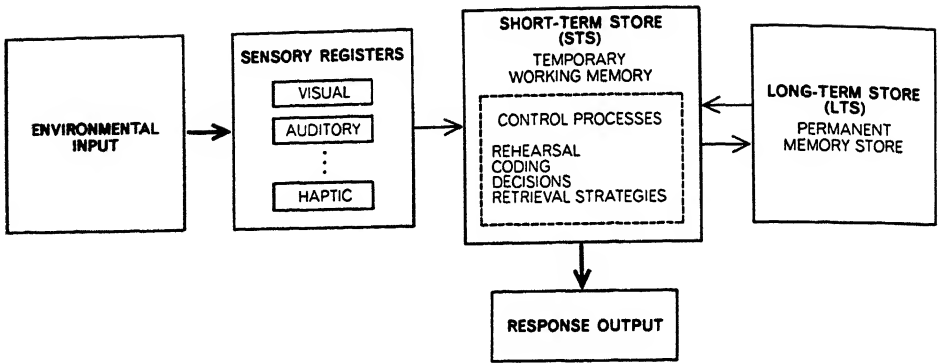 ENVIRONMENTAL
INPUT
SENSORY REGISTERS
VISUAL
AUDITORY
HAPTIC
SHORT-TERM STORE
(STS)
TEMPORARY
WORKING MEMORY
CONTROL PROCESSES
REHEARSAL
CODING
DECISIONS
RETRIEVAL STRATEGIES
LONG-TERM STORE
(LTS)
PERMANENT
MEMORY STORE
RESPONSE OUTPUT